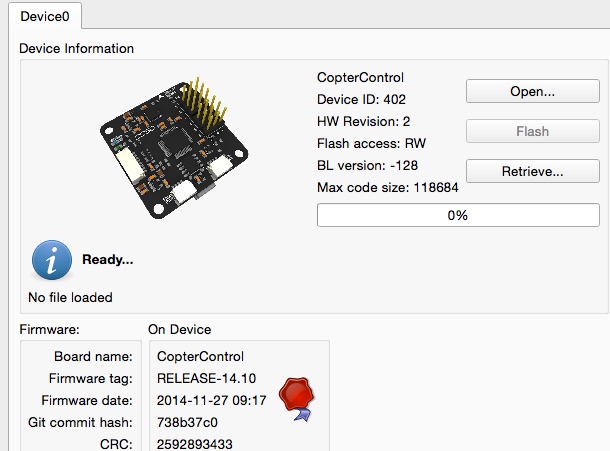 Device0
Device Information
CopterControl
Device ID: 402
HW Revision: 2
Flash access: RW
BL version: -128
Max code size: 118684
Open...
Flash
Retrieve...
0%
Ready...
No file loaded
Firmware: On Device
Board name: CopterControl
Firmware tag: RELEASE-14.10
Firmware date: 2014-11-27 09:17
Git commit hash: 738b37c0
CRC: 2592893433